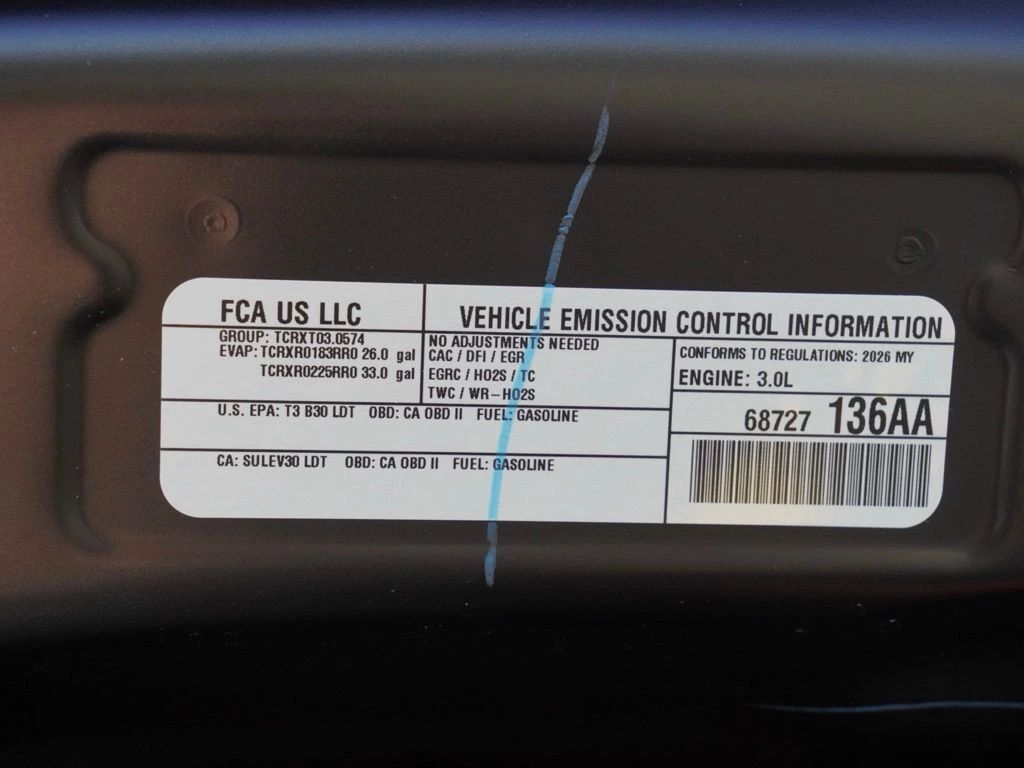 FCA US LLC
VEHICLE EMISSION CONTROL INFORMATION
GROUP: TCRXT03.0574
EVAP: TCRXR0183RR0 26.0 gal
TCRXR0225RR0 33.0 gal
NO ADJUSTMENTS NEEDED
CAC / DFI / EGR
EGRC / HO2S / TC
TWC / WR-HO2S
CONFORMS TO REGULATIONS: 2026 MY
ENGINE: 3.0L
U.S. EPA: T3 B30 LDT OBD: CA OBD II FUEL: GASOLINE
68727 136AA
CA: SULEV30 LDT OBD: CA OBD II FUEL: GASOLINE